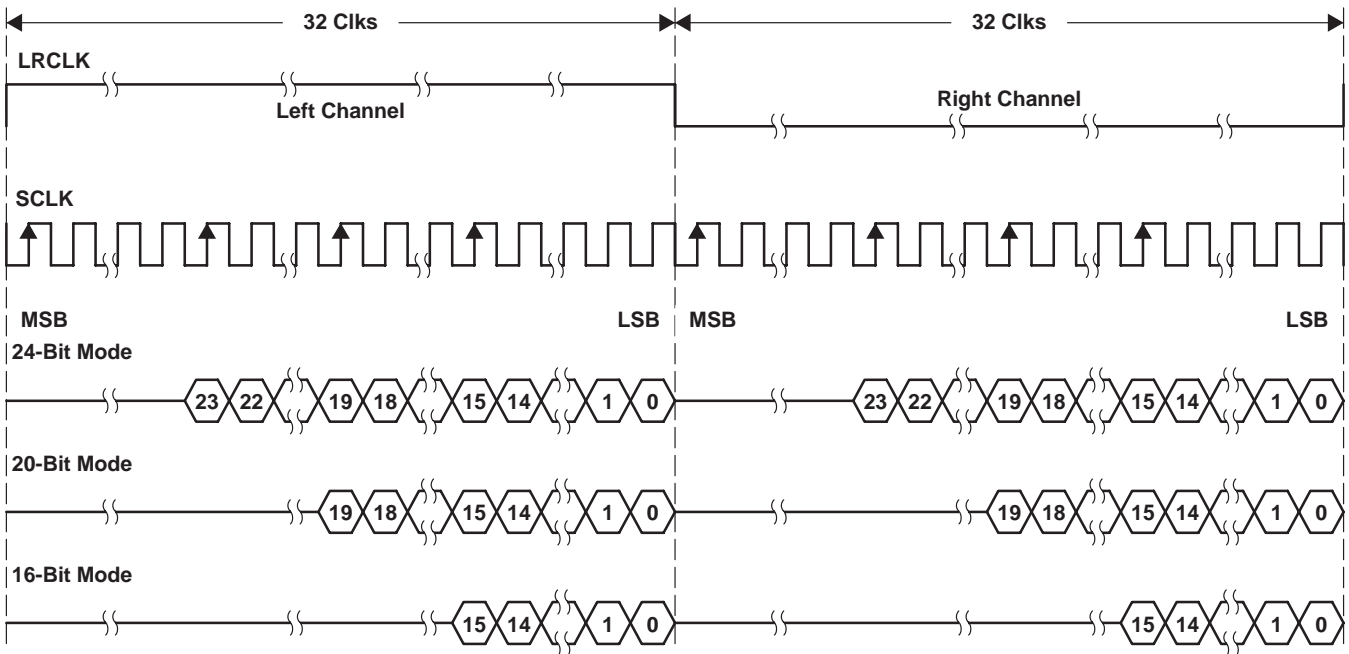 32 Clks 32 Clks
LRCLK
Left Channel Right Channel
SCLK
MSB LSB MSB LSB
24-Bit Mode
23 22 19 18 15 14 1 0 23 22 19 18 15 14 1 0
20-Bit Mode
19 18 15 14 1 0 19 18 15 14 1 0
16-Bit Mode
15 14 1 0 15 14 1 0